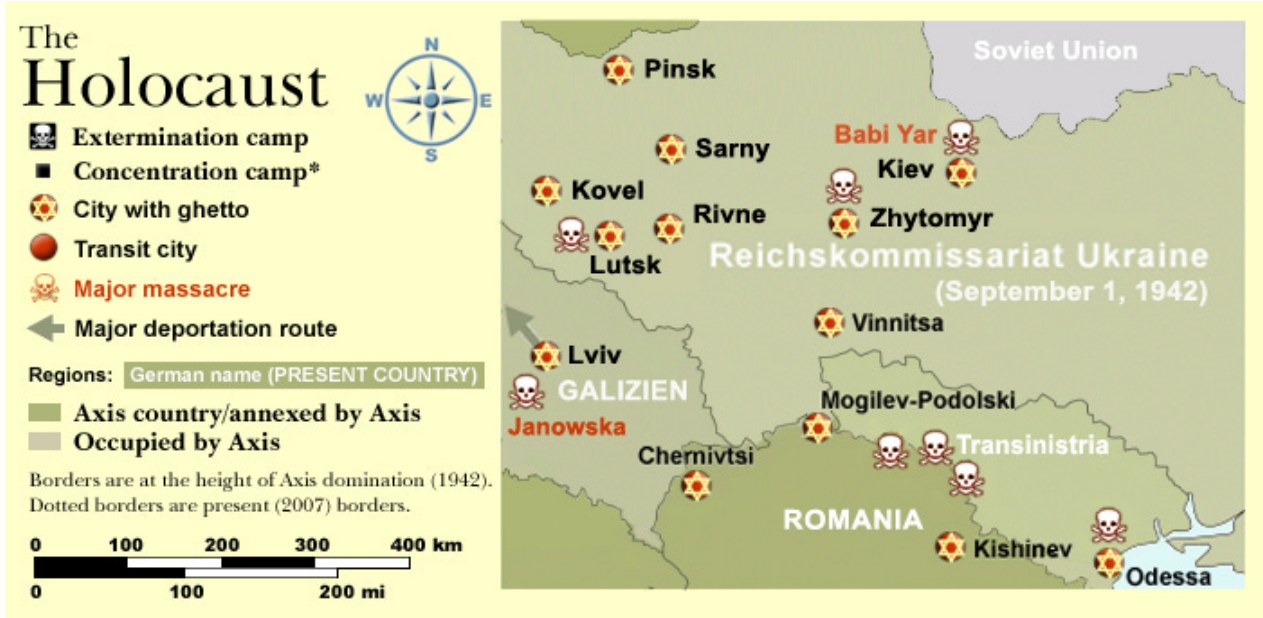 The
Holocaust
N
W
E
S
Extermination camp
Concentration camp*
City with ghetto
Transit city
Major massacre
Major deportation route
Regions: German name (PRESENT COUNTRY)
Axis country/annexed by Axis
Occupied by Axis
Borders are at the height of Axis domination (1942).
Dotted borders are present (2007) borders.
0 100 200 300 400 km
0 100 200 mi
Soviet Union
Pinsk
Babi Yar
Sarny
Kiev
Kovel
Rivne
Zhytomyr
Lutsk
Reichskommissariat Ukraine
(September 1, 1942)
Vinnitsa
Lviv
GALIZIEN
Mogilev-Podolski
Janowska
Transinistria
Chernivtsi
ROMANIA
Kishinev
Odessa